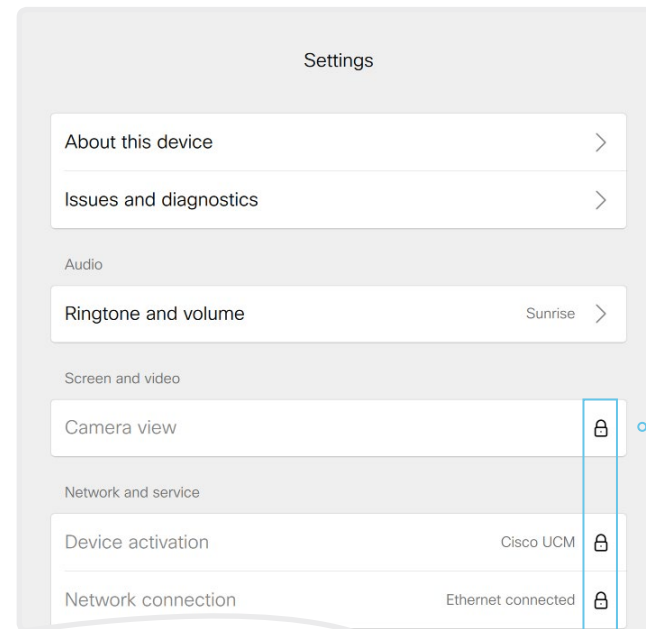 Settings
About this device
Issues and diagnostics
Audio
Ringtone and volume Sunrise
Screen and video
Camera view
Network and service
Device activation Cisco UCM
Network connection Ethernet connected